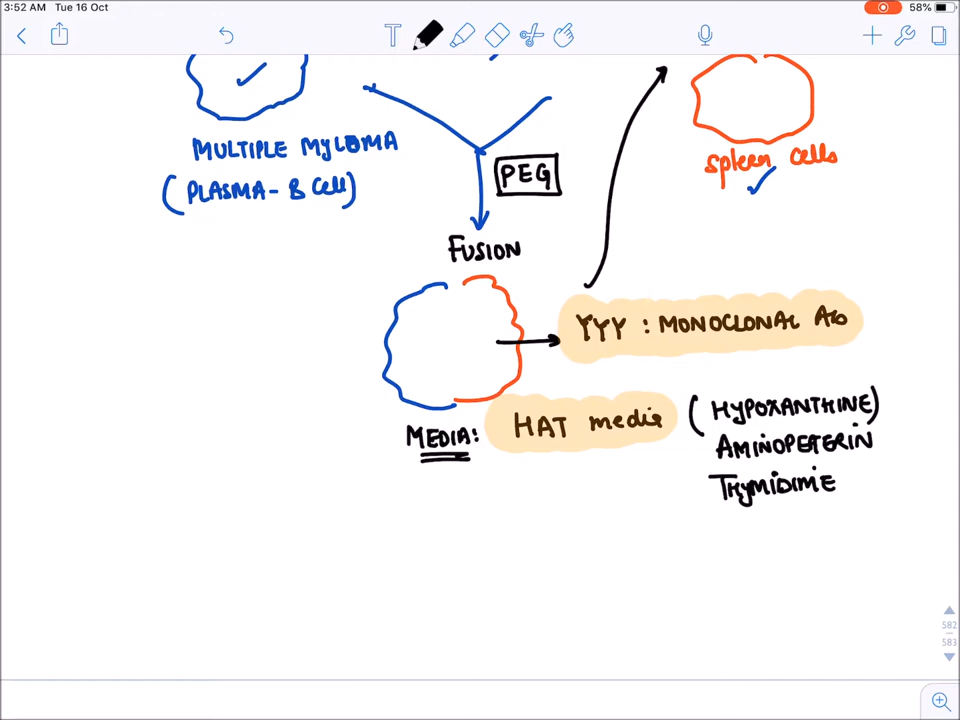 3:52 AM Tue 16 Oct
58%
T
MULTIPLE MYLOMA
(PLASMA - B Cell)
Spleen Cells
PEG
FUSION
YYY : MONOCLONAL Ab
MEDIA: HAT media (HYPOXANTHINE)
AMINOPETERIN
THYMIDIME
582
583